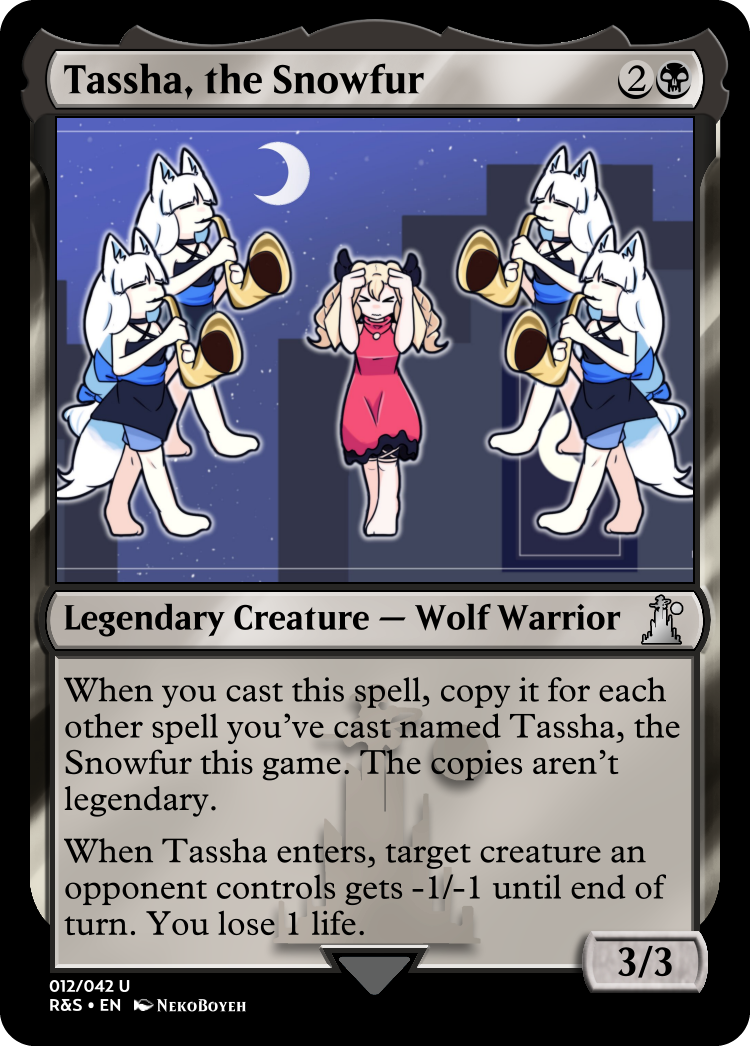 Tassha, the Snowfur 2
Legendary Creature — Wolf Warrior
When you cast this spell, copy it for each
other spell you’ve cast named Tassha, the
Snowfur this game. The copies aren’t
legendary.
When Tassha enters, target creature an
opponent controls gets -1/-1 until end of
turn. You lose 1 life.
3/3
012/042 U
R&S • EN NekoBoyeh